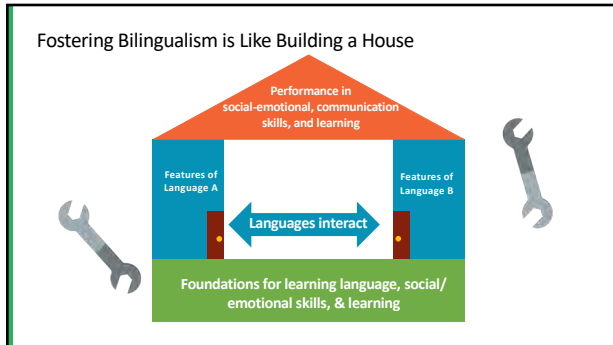 Fostering Bilingualism is Like Building a House
Performance in
social-emotional, communication
skills, and learning
Features of
Language A
Features of
Language B
Languages interact
Foundations for learning language, social/
emotional skills, & learning